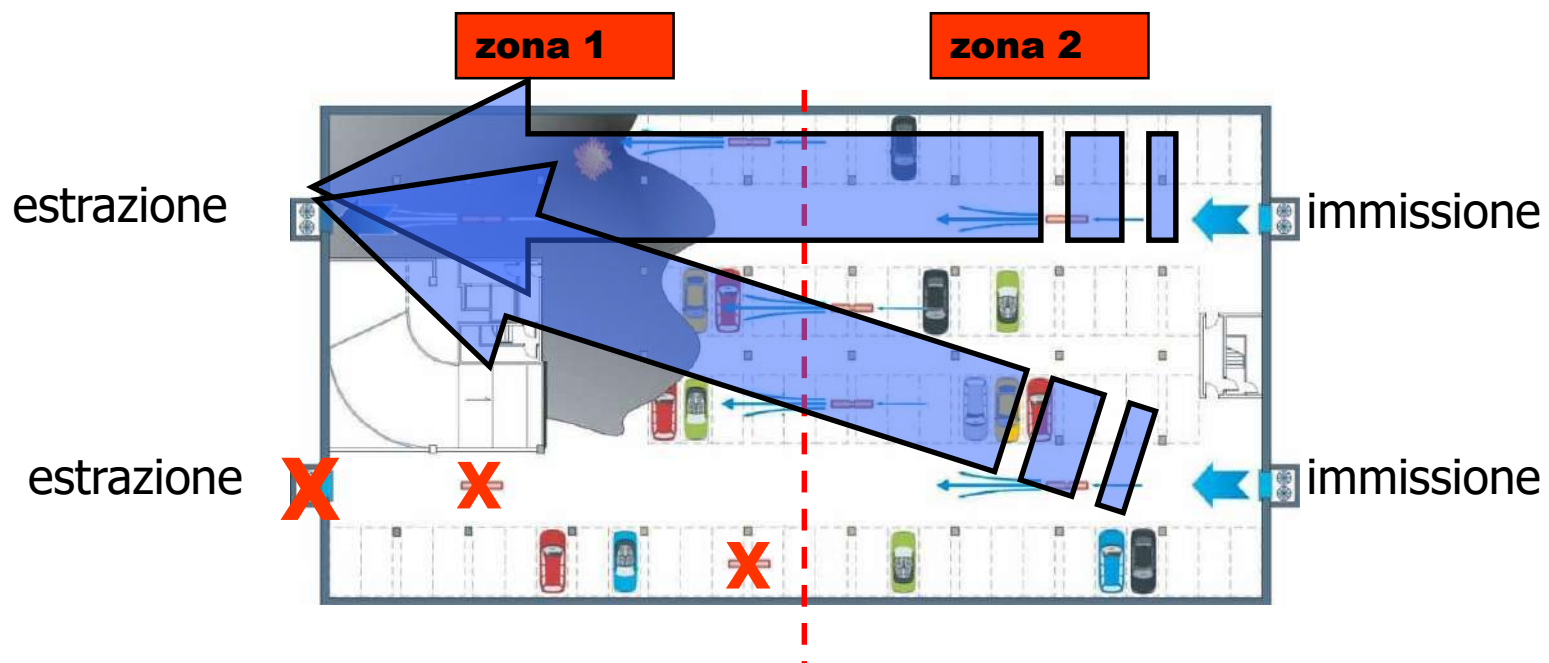 zona 1
zona 2
estrazione
immissione
estrazione
immissione
X
X
X